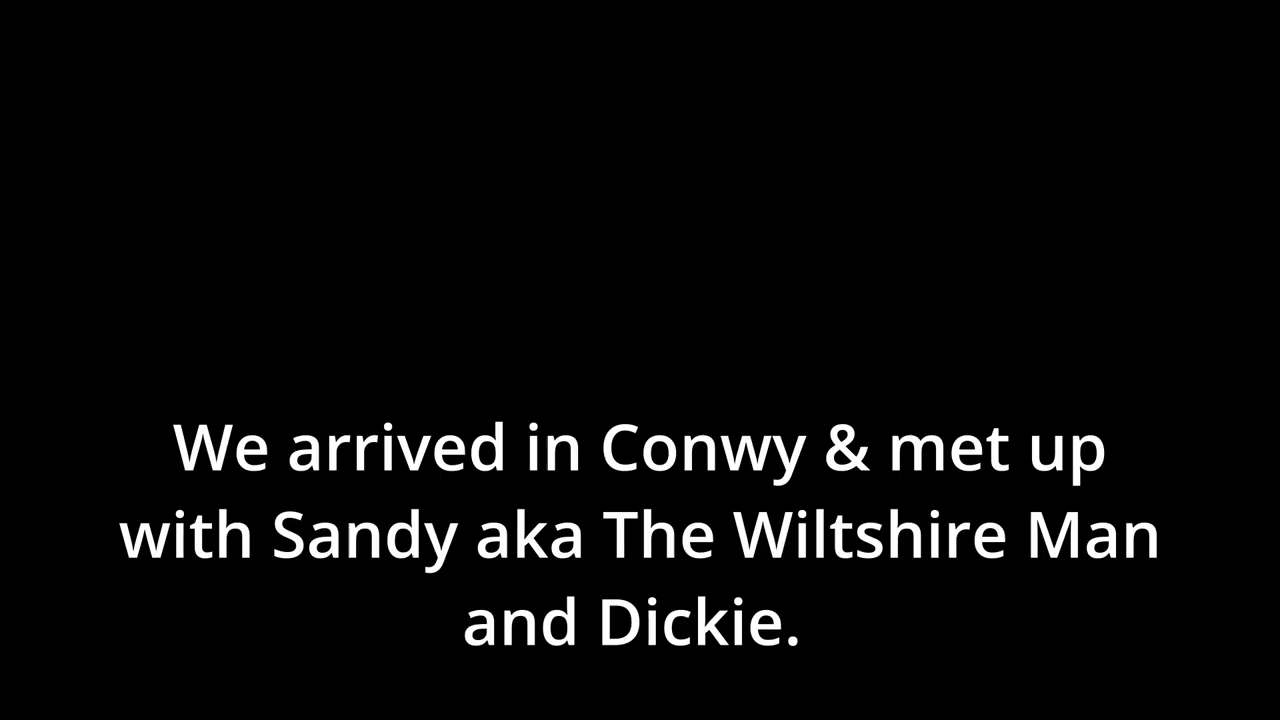 We arrived in Conwy & met up
with Sandy aka The Wiltshire Man
and Dickie.